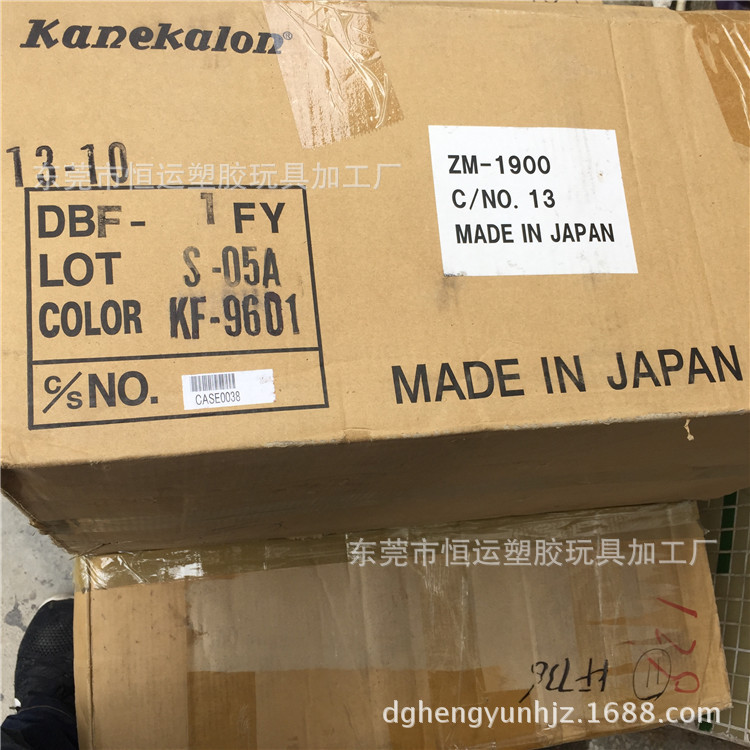 Kanekalon®
13-10
东莞市恒运塑胶玩具加工厂
DBF- 1 FY
LOT S-05A
COLOR KF-9601
C/S NO.
CASE0038
ZM-1900
C/NO. 13
MADE IN JAPAN
MADE IN JAPAN
东莞市恒运塑胶玩具加工厂
11
dghengyunhjz.1688.com